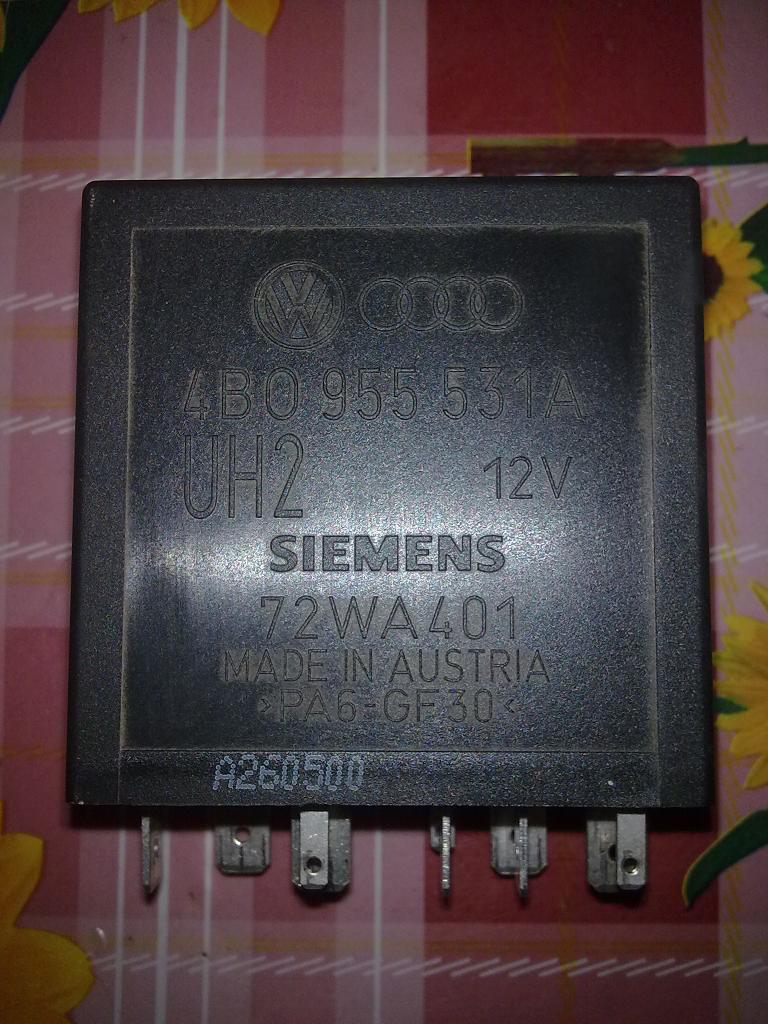 4B0 955 531A
UH2 12V
SIEMENS
72WA401
MADE IN AUSTRIA
>PA6-GF30<
A260500